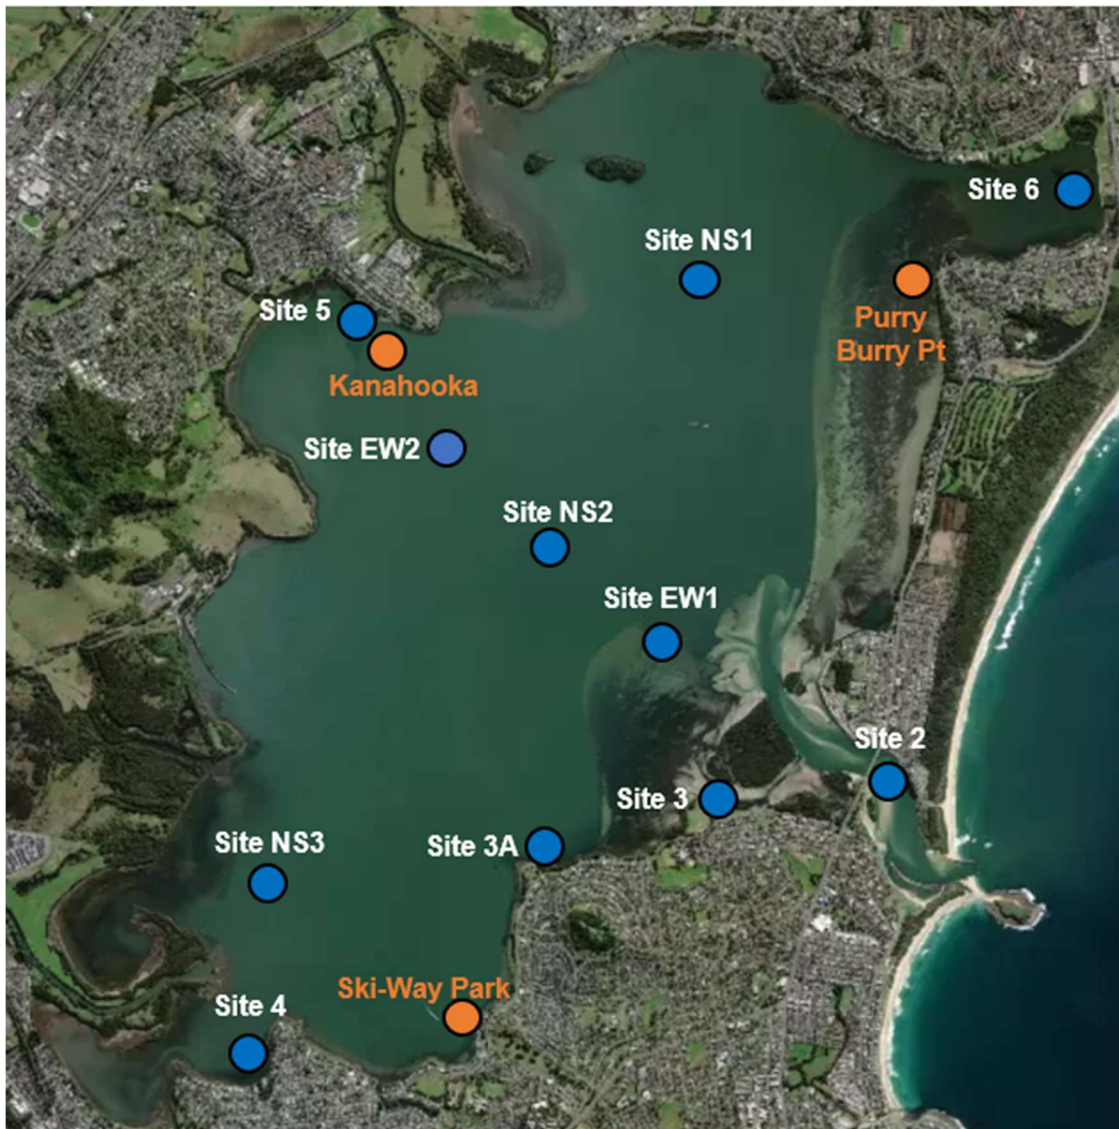 Site 6
Site NS1
Site 5
Purry
Burry Pt
Kanahooka
Site EW2
Site NS2
Site EW1
Site 2
Site 3
Site NS3
Site 3A
Ski-Way Park
Site 4